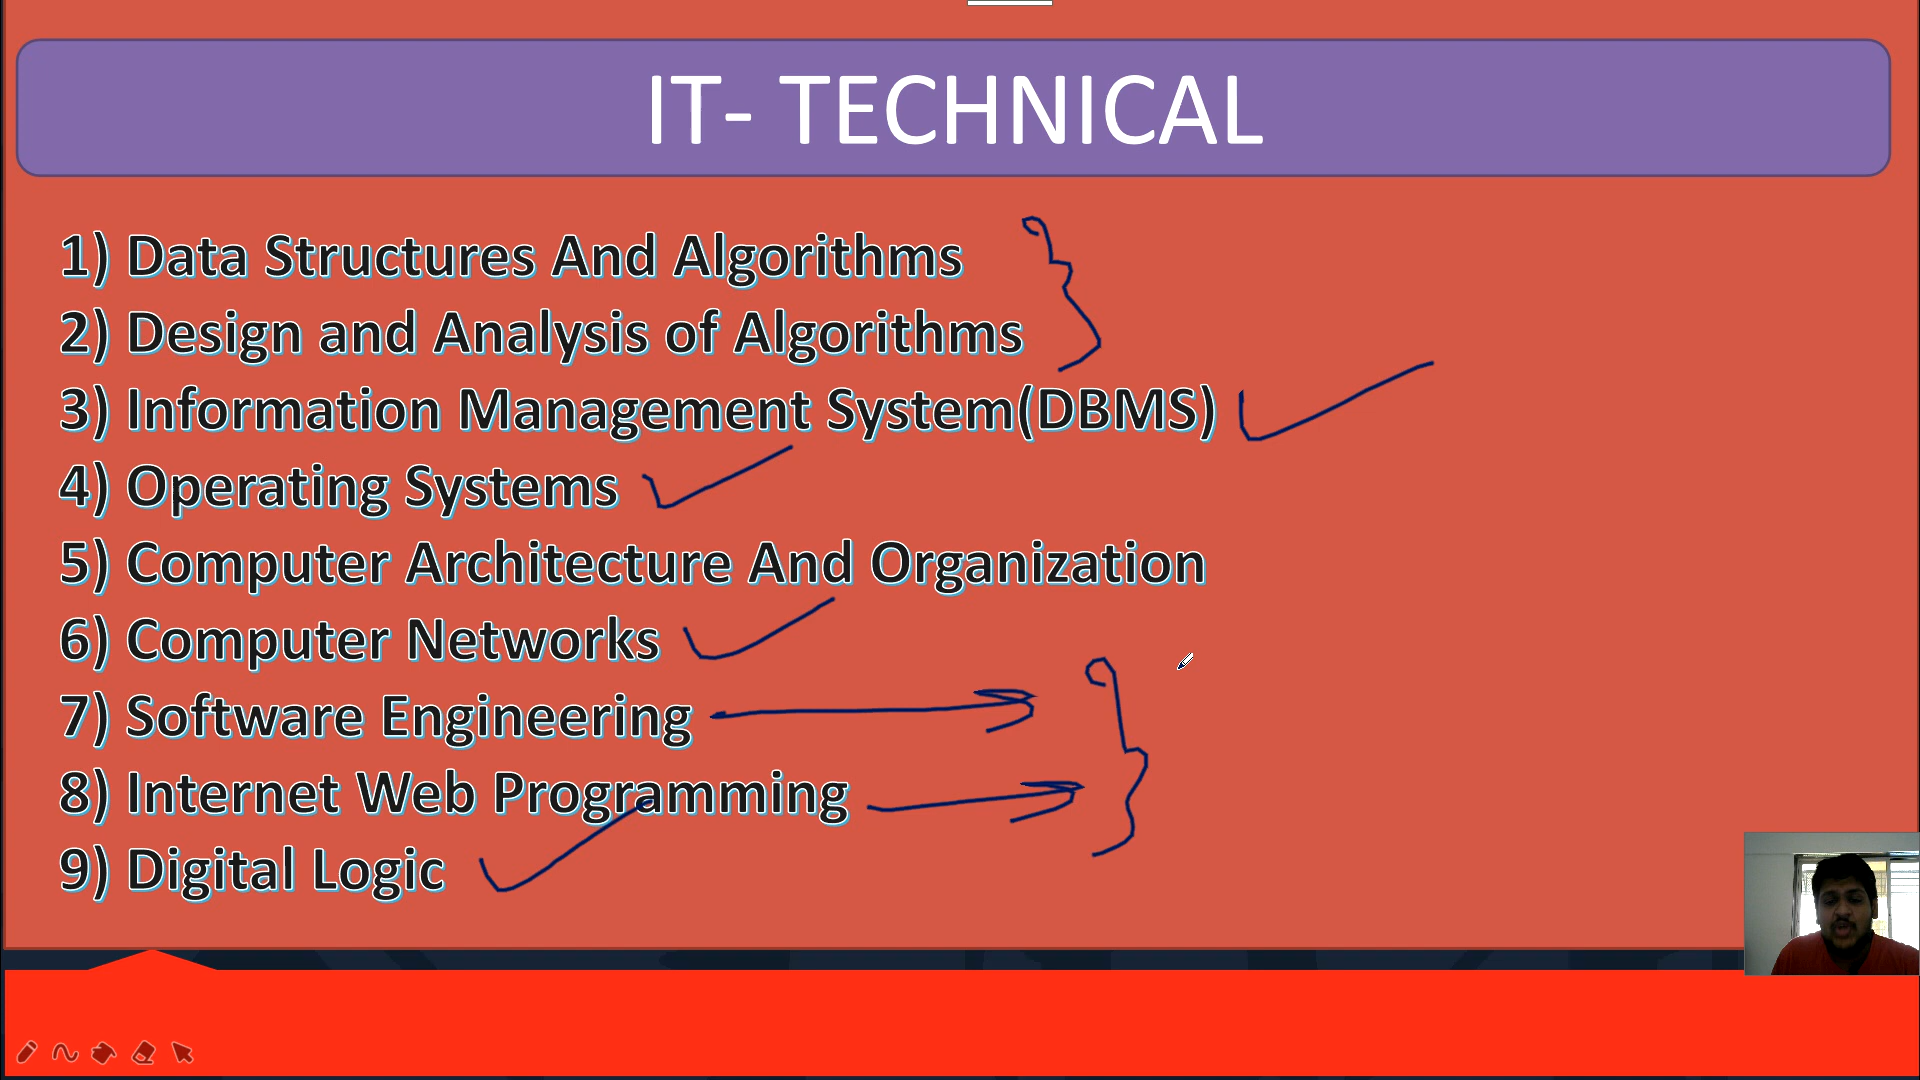 IT- TECHNICAL
1) Data Structures And Algorithms
2) Design and Analysis of Algorithms
3) Information Management System(DBMS)
4) Operating Systems
5) Computer Architecture And Organization
6) Computer Networks
7) Software Engineering
8) Internet Web Programming
9) Digital Logic